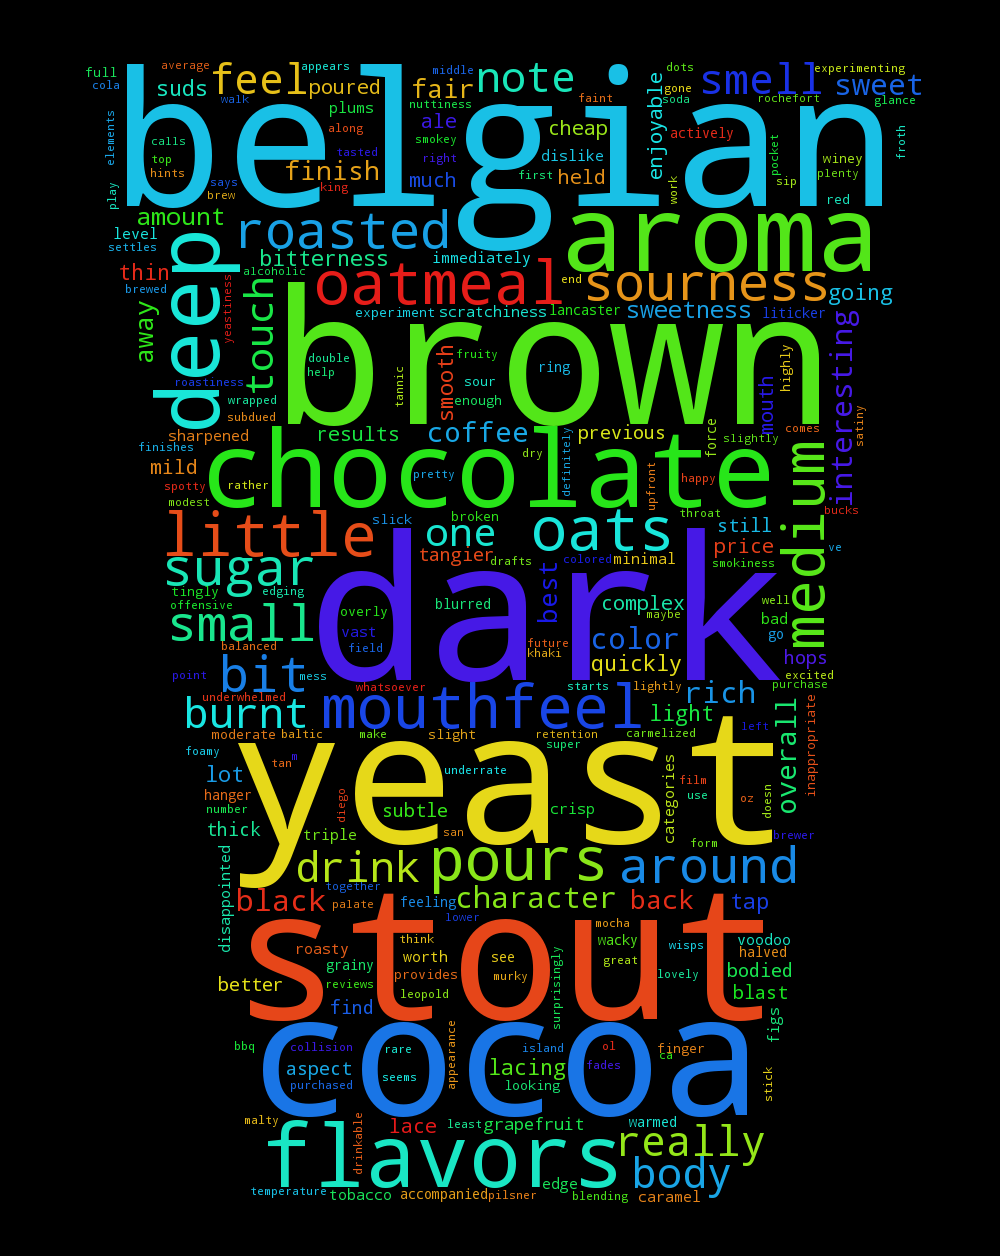 full average appears middle dots experimenting
cola suds feel poured fair note soda gone smell sweet
walk plums nuttiness faint rochefort glance
elements belgian enjoyable froth
calls along ale smokey cheap actively
top hints finish tasted right dislike pocket winey
play says brew king much first held work sip plenty red
amount roasted aroma
level settles bitterness immediately
thin brewed deep alcoholic oatmeal end sourness going
yeastiness touch experiment scratchiness lancaster sweetness liticker
away brown interesting
double help fruity ring highly
roastiness tannic smooth sour mouth
wrapped enough satiny
subdued
sharpened results coffee previous force comes slightly
finishes definitely
mild chocolate medium
spotty rather pretty dry upfront happy
modest throat bucks
little slick one broken oats still
sugar tangier drafts colored minimal price ve
tingly edging dark best smokiness
offensive small overly blurred complex maybe well bad
balanced vast field future khaki color go
point bit mess whatsoever quickly hops excited
underwhelmed starts lightly rich purchase
burnt mouthfeel light overall inappropriate
moderate baltic make slight retention carmelized left
foamy super
lot tan m yeast underrate categories film
hanger use oz doesn
number diego subtle crisp
thick triple san form brewer
disappointed drink pours around
together
black palate feeling character back tap
lower mocha
roasty stout think wacky wisps voodoo
grainy worth see great halved
provides murky lovely bodied
better reviews leopold surprisingly blast
find figs
bbq collision cocoa rare appearance island ol finger ca
aspect lacing fades
purchased seems looking stick
malty lace least grapefruit warmed
flavors drinkable really
body
temperature tobacco accompanied pilsner edge blending caramel